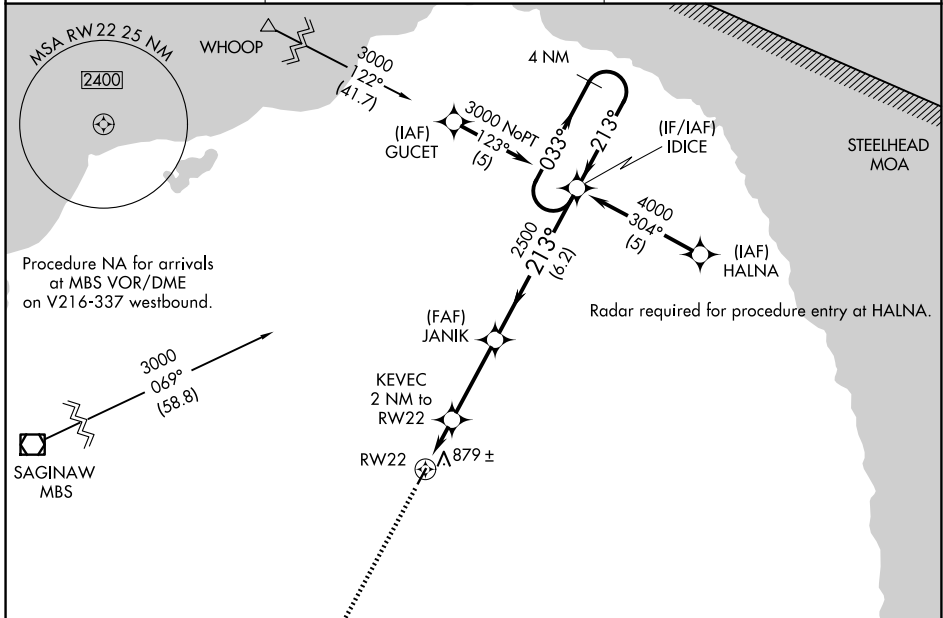 MSA RW22 25 NM
2400
WHOOP
3000
122°
(41.7)
4 NM
(IAF)
GUCET
3000 NoPT
123°
(5)
033°
213°
(IF/IAF)
IDICE
STEELHEAD
MOA
4000
304°
(5)
(IAF)
HALNA
Procedure NA for arrivals
at MBS VOR/DME
on V216-337 westbound.
2500
213°
(6.2)
Radar required for procedure entry at HALNA.
(FAF)
JANIK
3000
069°
(58.8)
KEVEC
2 NM to
RW22
SAGINAW
MBS
RW22
879 ±